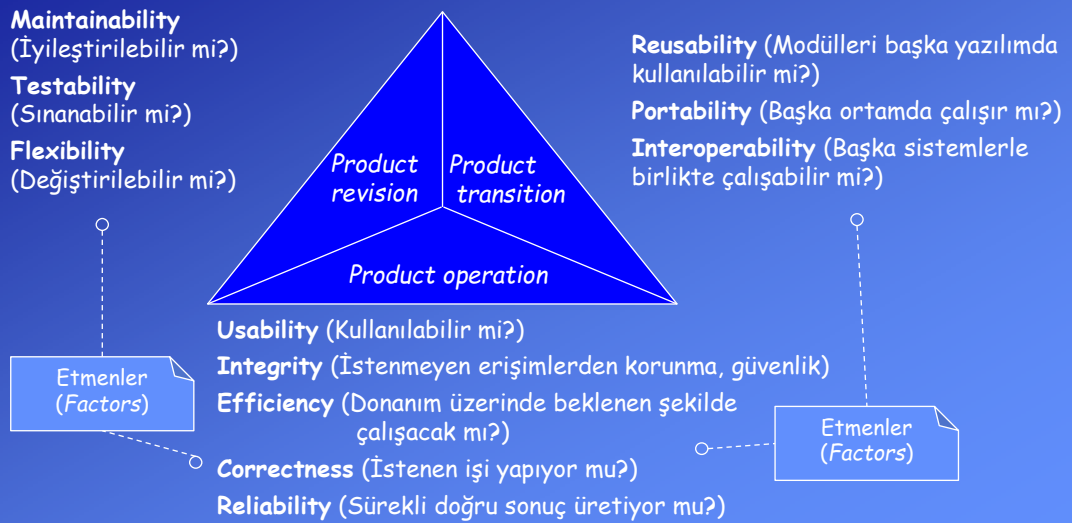 Maintainability
(İyileştirilebilir mi?)
Testability
(Sınanabilir mi?)
Flexibility
(Değiştirilebilir mi?)
Reusability (Modülleri başka yazılımda
kullanılabilir mi?)
Portability (Başka ortamda çalışır mı?)
Interoperability (Başka sistemlerle
birlikte çalışabilir mi?)
Product
revision
Product
transition
Product operation
Usability (Kullanılabilir mi?)
Integrity (İstenmeyen erişimlerden korunma, güvenlik)
Efficiency (Donanım üzerinde beklenen şekilde
çalışacak mı?)
Correctness (İstenen işi yapıyor mu?)
Reliability (Sürekli doğru sonuç üretiyor mu?)
Etmenler
(Factors)
Etmenler
(Factors)